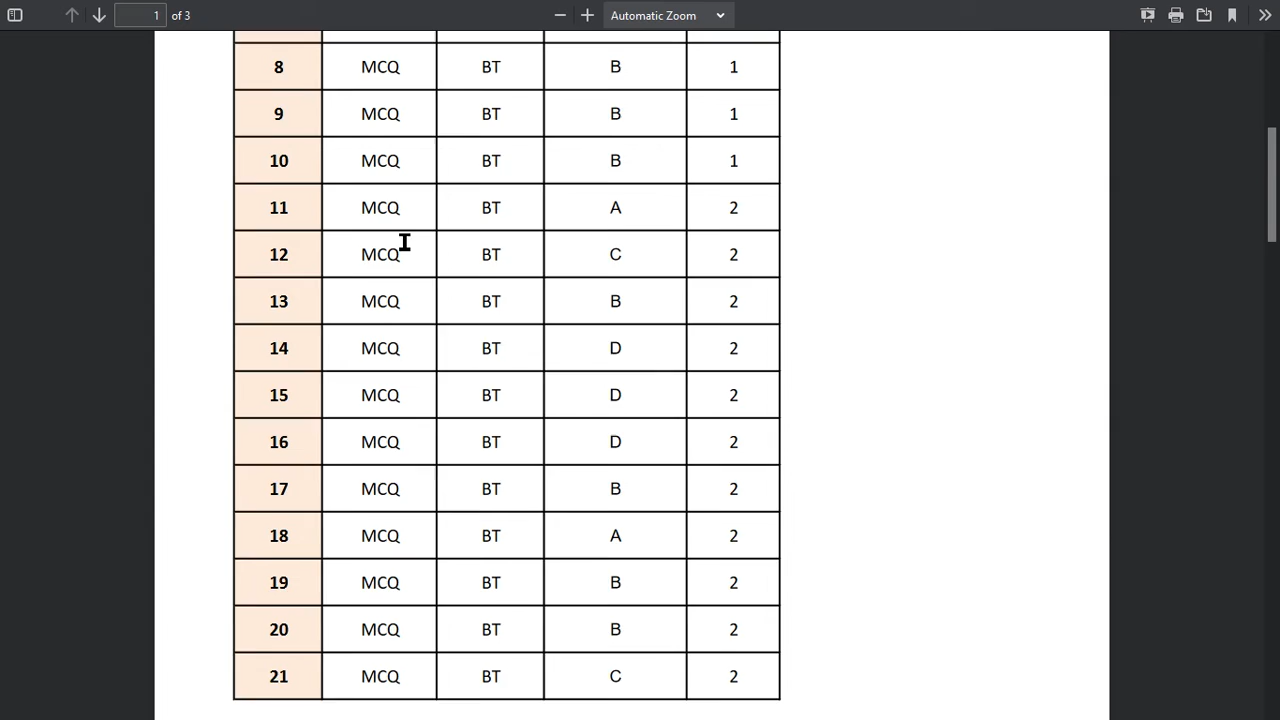 1 of 3 Automatic Zoom
8 MCQ BT B 1
9 MCQ BT B 1
10 MCQ BT B 1
11 MCQ BT A 2
12 MCQ BT C 2
13 MCQ BT B 2
14 MCQ BT D 2
15 MCQ BT D 2
16 MCQ BT D 2
17 MCQ BT B 2
18 MCQ BT A 2
19 MCQ BT B 2
20 MCQ BT B 2
21 MCQ BT C 2